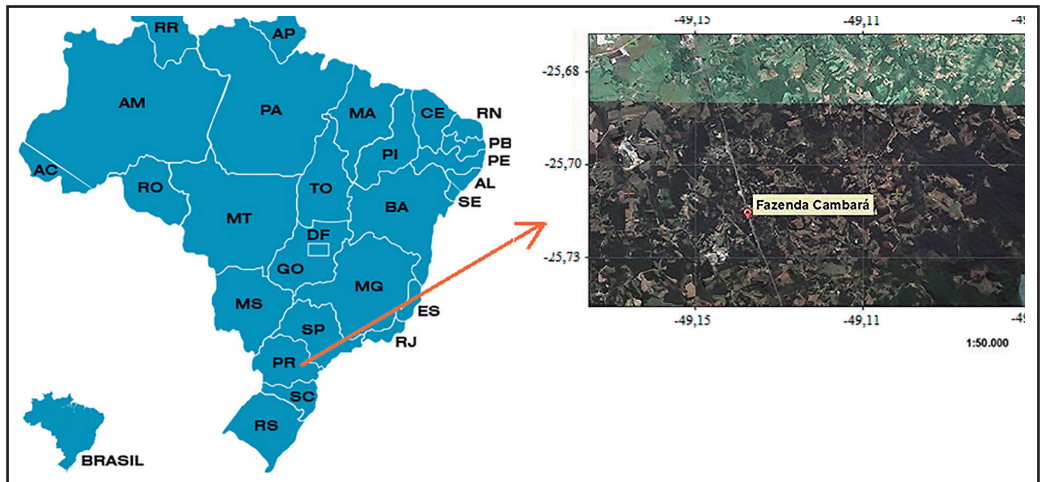 RR
AP
AM
PA
MA
CE
RN
PB
PE
AL
SE
PI
AC
RO
TO
BA
MT
DF
GO
MG
MS
ES
SP
RJ
PR
SC
RS
BRASIL
-49,15
-49,11
-25,68
-25,70
Fazenda Cambará
-25,73
-49,15
-49,11
1:50.000